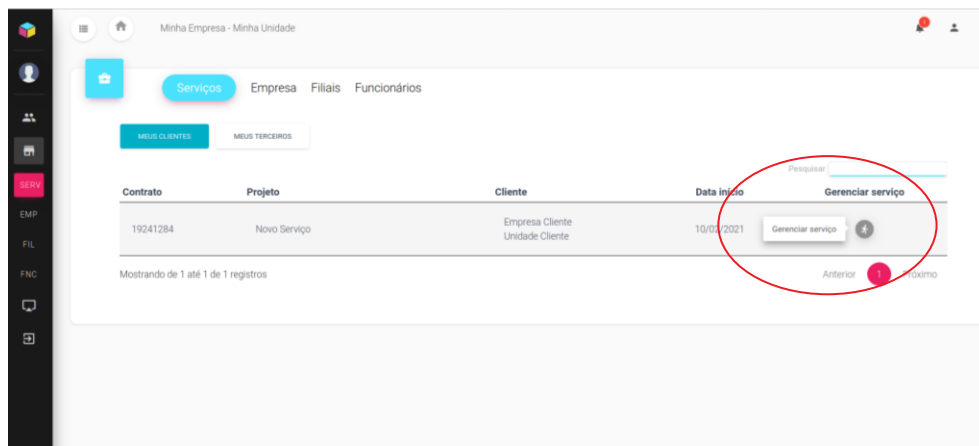 Minha Empresa - Minha Unidade
Serviços Empresa Filiais Funcionários
MEUS CLIENTES MEUS TERCEIROS
SERV
EMP
FIL
FNC
Pesquisar
Contrato Projeto Cliente Data início Gerenciar serviço
19241284 Novo Serviço Empresa Cliente 10/02/2021 Gerenciar serviço
Unidade Cliente
Mostrando de 1 até 1 de 1 registros Anterior 1 Próximo